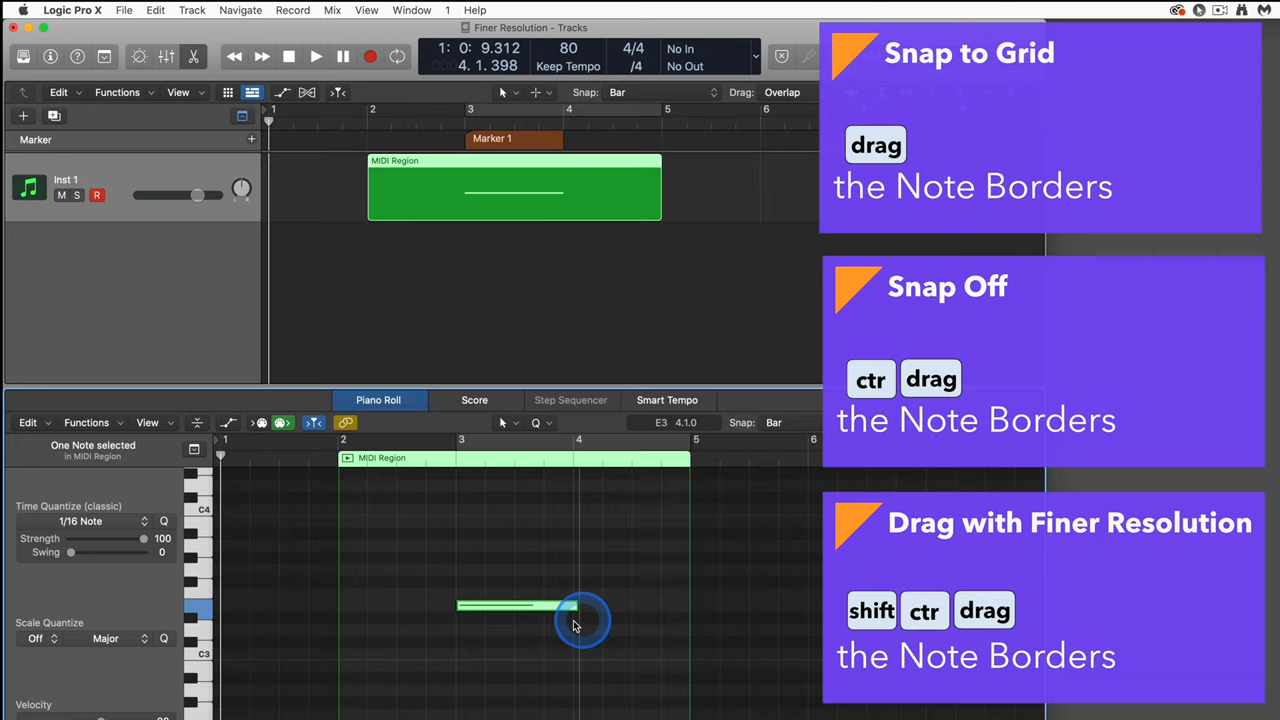 Logic Pro X File Edit Track Navigate Record Mix View Window 1 Help
Finer Resolution - Tracks
1: 0: 9.312 80 4/4 No In
4. 1. 398 Keep Tempo /4 No Out
Edit Functions View Snap: Bar Drag: Overlap
1 2 3 4 5 6
Marker Marker 1
MIDI Region
Inst 1
M S R
Piano Roll Score Step Sequencer Smart Tempo
Edit Functions View Q E3 4.1.0 Snap: Bar
One Note selected
in MIDI Region
1 2 3 4 5 6
MIDI Region
C4
Time Quantize (classic)
1/16 Note Q
Strength 100
Swing 0
Scale Quantize
Off Major Q
C3
Velocity
Snap to Grid
drag
the Note Borders
Snap Off
ctr drag
the Note Borders
Drag with Finer Resolution
shift ctr drag
the Note Borders